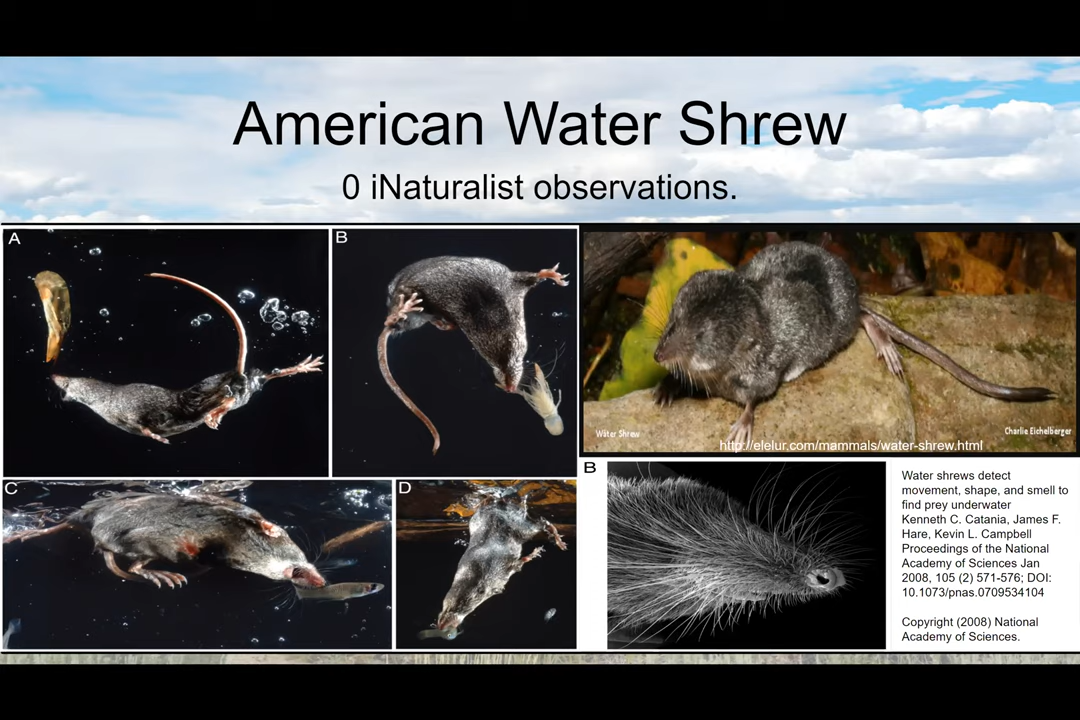 American Water Shrew
0 iNaturalist observations.
A
B
Water Shrew
Charlie Eichelberger
http://elelur.com/mammals/water-shrew.html
C
D
B
Water shrews detect
movement, shape, and smell to
find prey underwater
Kenneth C. Catania, James F.
Hare, Kevin L. Campbell
Proceedings of the National
Academy of Sciences Jan
2008, 105 (2) 571-576; DOI:
10.1073/pnas.0709534104
Copyright (2008) National
Academy of Sciences.